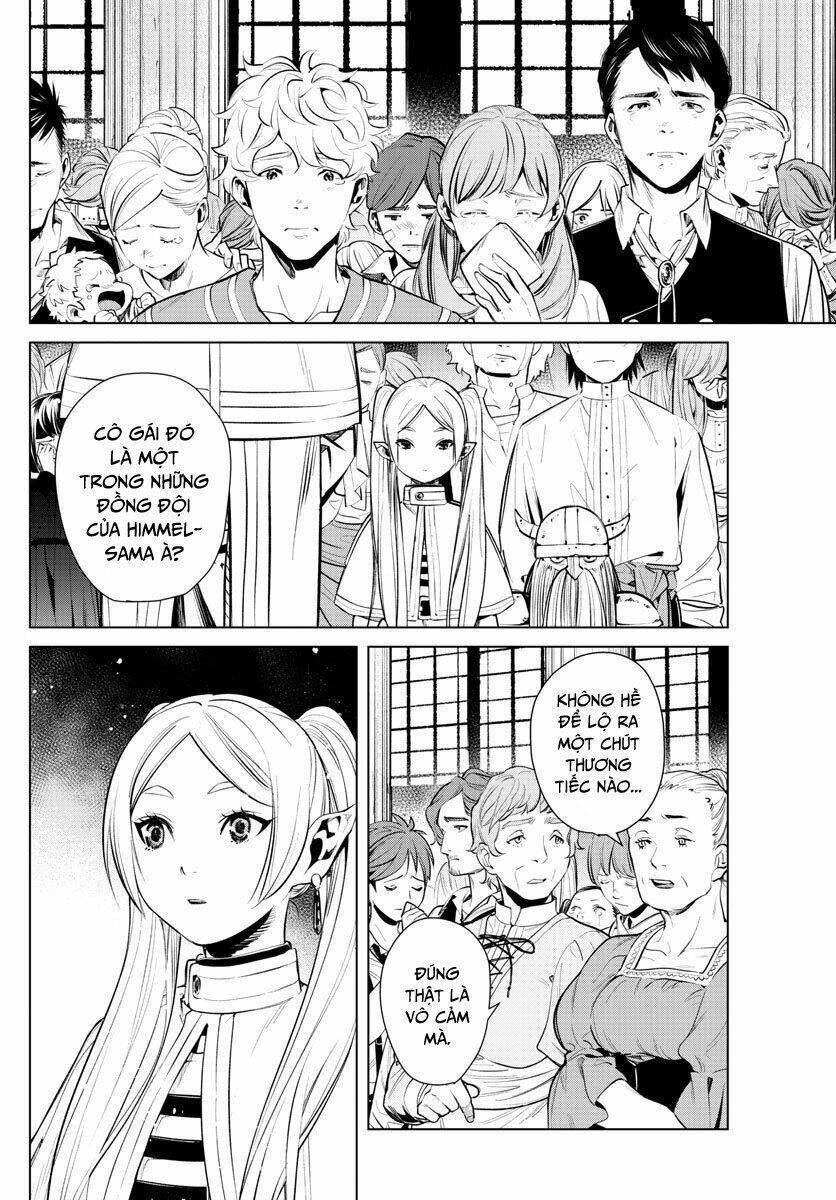 CÔ GÁI ĐÓ
LÀ MỘT
TRONG NHỮNG
ĐỒNG ĐỘI
CỦA HIMMEL-
SAMA À?
KHÔNG HỀ
ĐỂ LỘ RA
MỘT CHÚT
THƯƠNG
TIẾC NÀO...
ĐÚNG
THẬT LÀ
VÔ CẢM
MÀ.